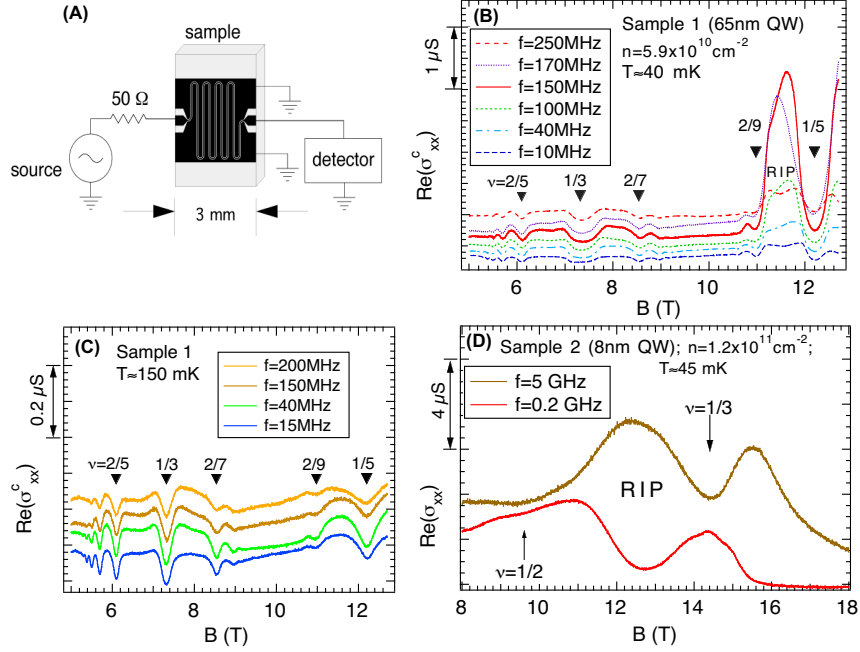 (A)
sample
50 Ω
source
detector
3 mm
(B)
Sample 1 (65nm QW)
n=5.9x10¹⁰cm⁻²
T≈40 mK
f=250MHz
f=170MHz
f=150MHz
f=100MHz
f=40MHz
f=10MHz
1 µS
Re(σᶜₓₓ)
2/9
1/5
RIP
ν=2/5
1/3
2/7
6
8
10
12
B (T)
(C)
Sample 1
T≈150 mK
f=200MHz
f=150MHz
f=40MHz
f=15MHz
0.2 µS
Re(σᶜₓₓ)
ν=2/5
1/3
2/7
2/9
1/5
6
8
10
12
B (T)
(D)
Sample 2 (8nm QW); n=1.2x10¹¹cm⁻²;
T≈45 mK
f=5 GHz
f=0.2 GHz
4 µS
Re(σₓₓ)
ν=1/3
RIP
ν=1/2
8
10
12
14
16
18
B (T)